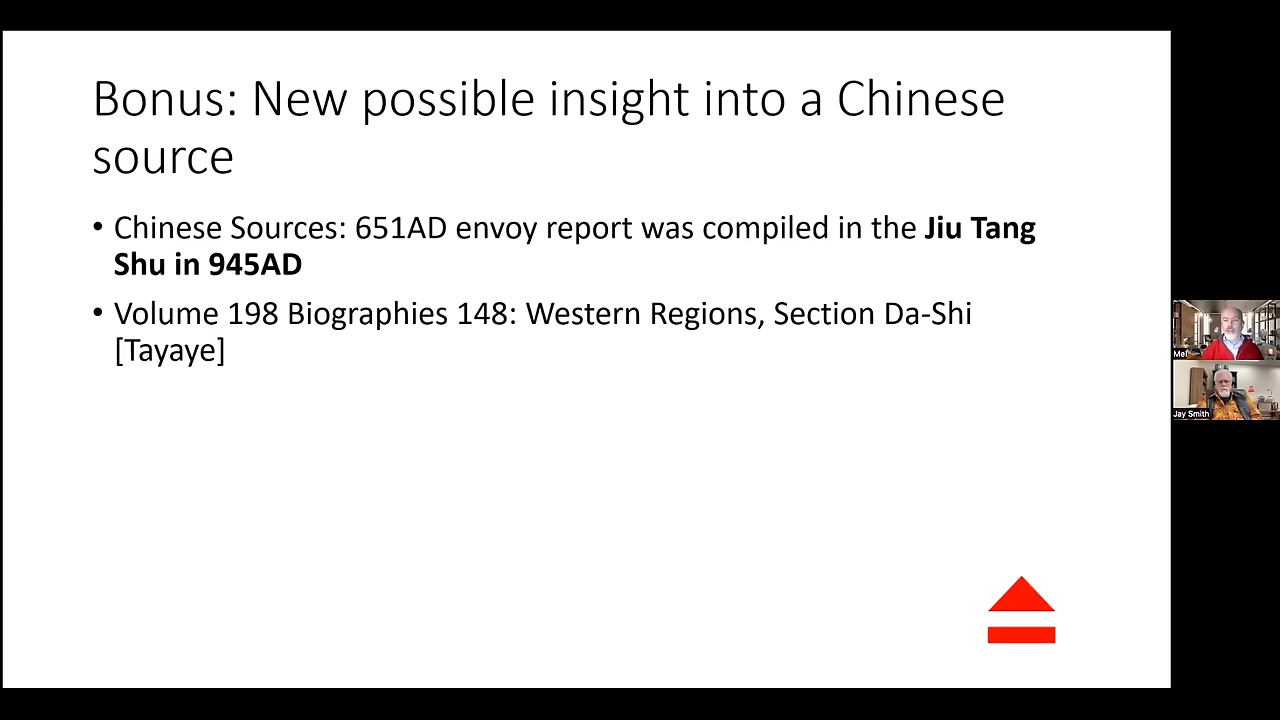 Bonus: New possible insight into a Chinese
source
• Chinese Sources: 651AD envoy report was compiled in the Jiu Tang
Shu in 945AD
• Volume 198 Biographies 148: Western Regions, Section Da-Shi
[Tayaye]
Mel
Jay Smith